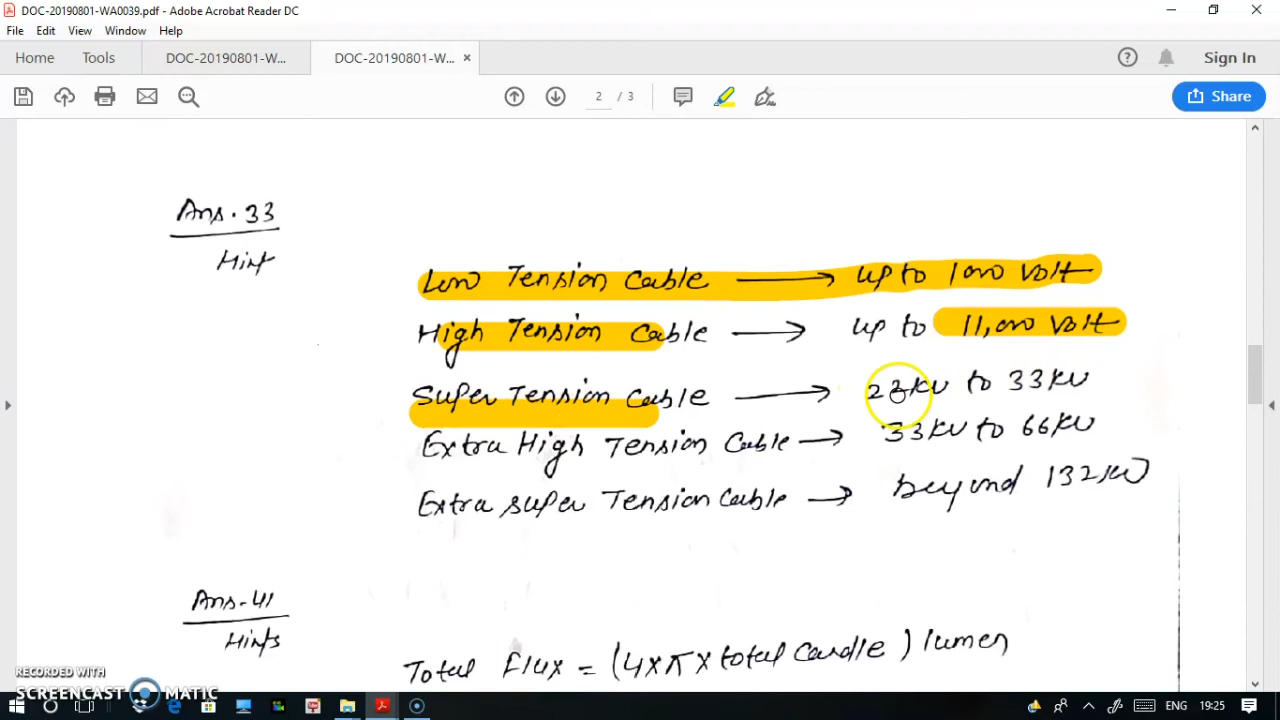 DOC-20190801-WA0039.pdf - Adobe Acrobat Reader DC
File Edit View Window Help
Home Tools DOC-20190801-W... DOC-20190801-W... × Sign In
2 / 3 Share
Ans. 33
Hint
Low Tension Cable → up to 1000 Volt
High Tension Cable → up to 11,000 Volt
Super Tension Cable → 22KV to 33KV
Extra High Tension Cable → 33KV to 66KV
Extra super Tension Cable → beyond 132KV
Ans-41
Hints
Total flux = (4×π×total candle) lumen
RECORDED WITH
SCREENCAST MATIC
ENG 19:25